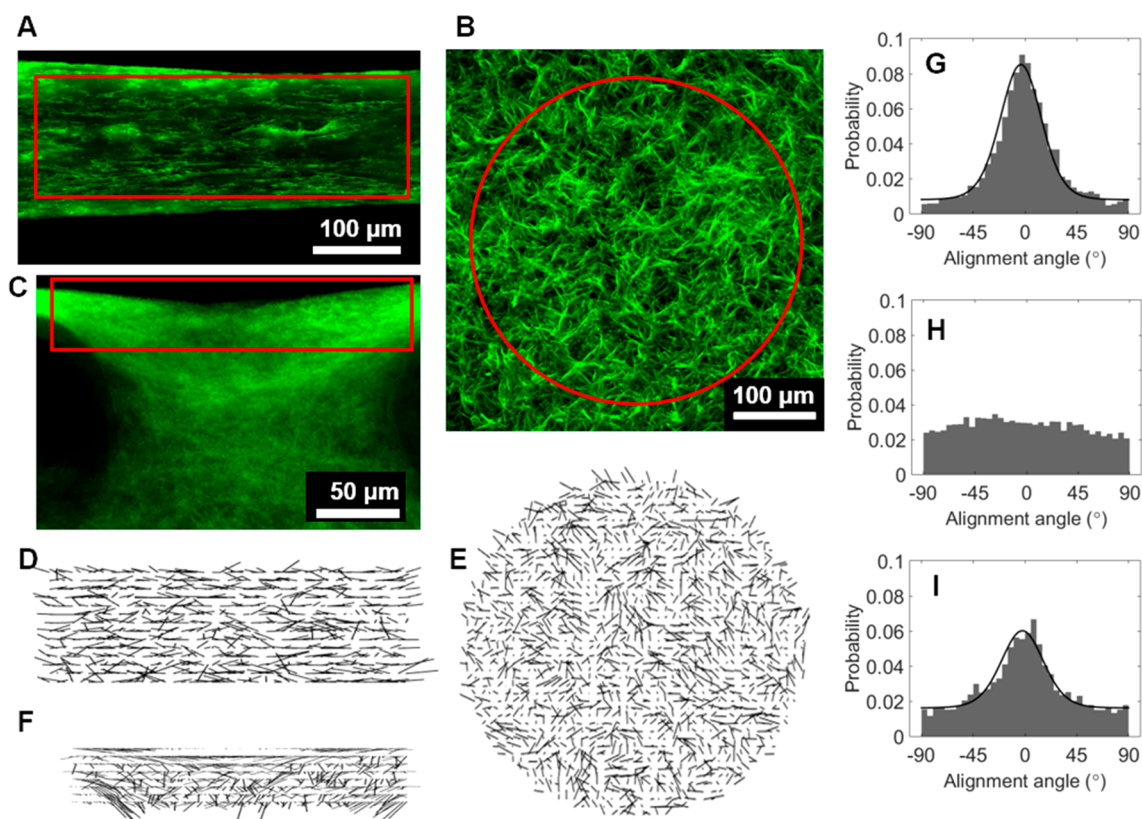 A
100 µm
B
100 µm
C
50 µm
D
E
F
G
0.1
0.08
0.06
0.04
0.02
0
Probability
-90 -45 0 45 90
Alignment angle (°)
H
0.1
0.08
0.06
0.04
0.02
0
Probability
-90 -45 0 45 90
Alignment angle (°)
I
0.1
0.08
0.06
0.04
0.02
0
Probability
-90 -45 0 45 90
Alignment angle (°)